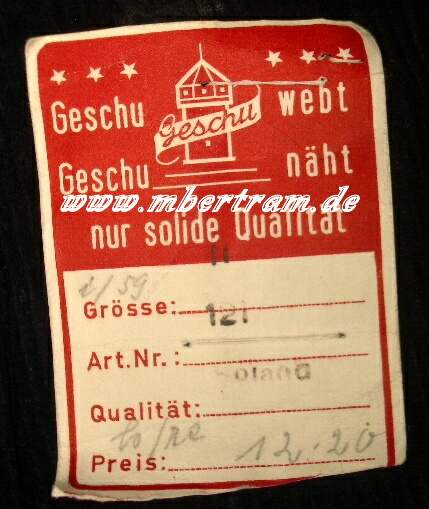 Geschu webt
Geschu
Geschu näht
www.mbertram.de
nur solide Qualität
Grösse:
121
Art.Nr.:
Qualität:
Preis: 12.20